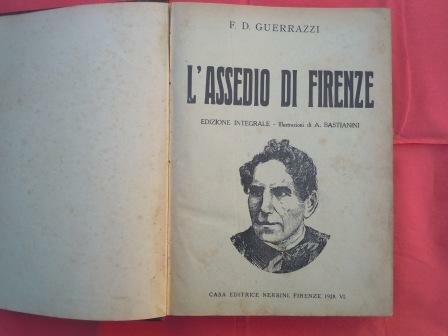 F. D. GUERRAZZI
L'ASSEDIO DI FIRENZE
EDIZIONE INTEGRALE - Illustrazioni di A. BASTIANINI
CASA EDITRICE NERBINI, FIRENZE 1928. VI.